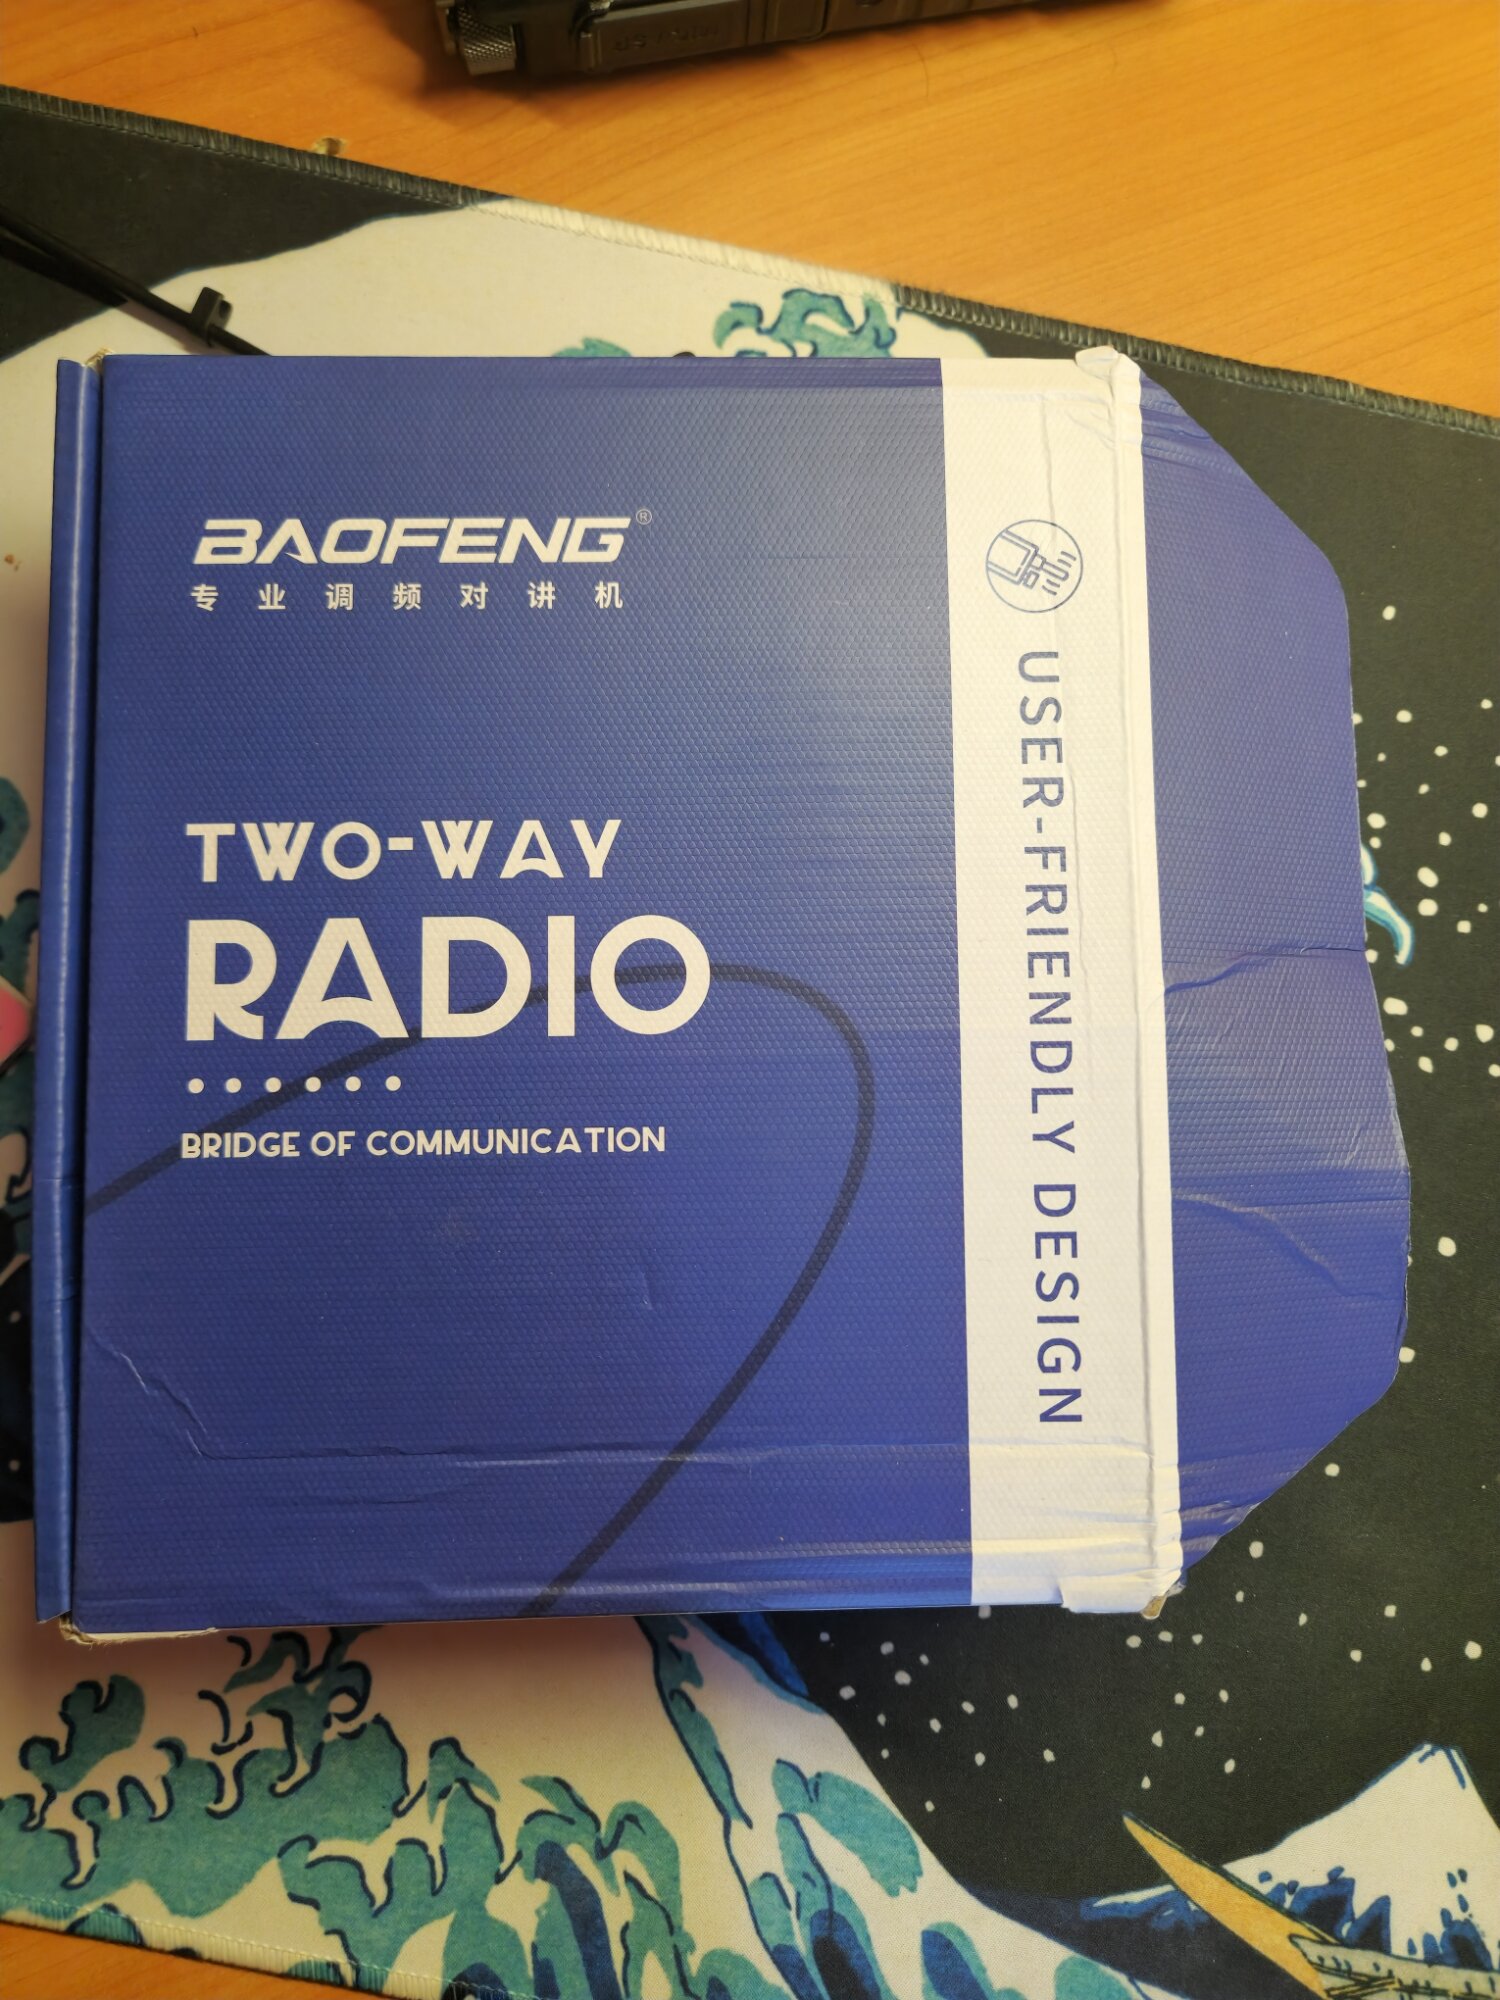 BAOFENG®
专业调频对讲机
TWO-WAY
RADIO
BRIDGE OF COMMUNICATION
USER-FRIENDLY DESIGN